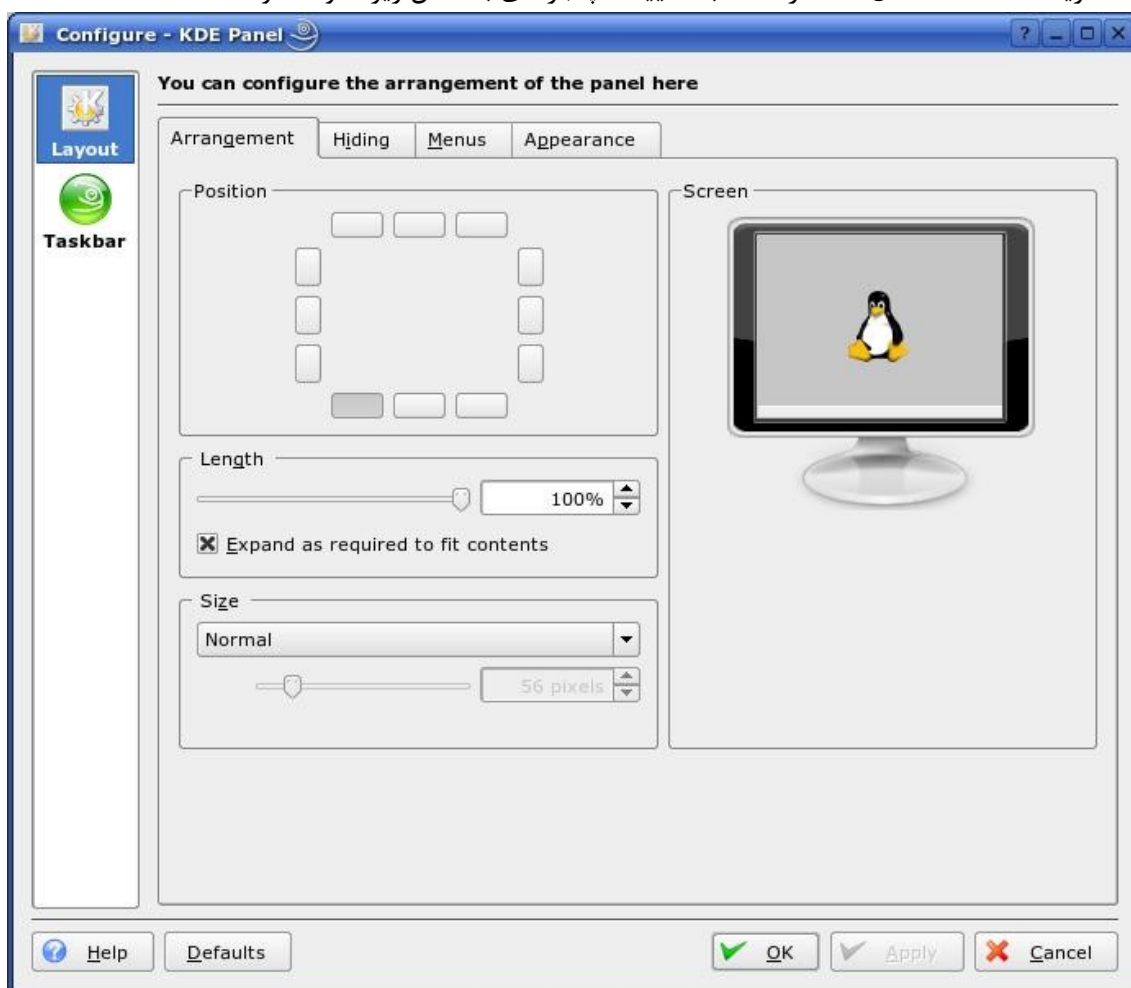 Configure - KDE Panel
Layout
Taskbar
You can configure the arrangement of the panel here
Arrangement
Hiding
Menus
Appearance
Position
Screen
Length
100%
Expand as required to fit contents
Size
Normal
56 pixels
Help
Defaults
OK
Apply
Cancel